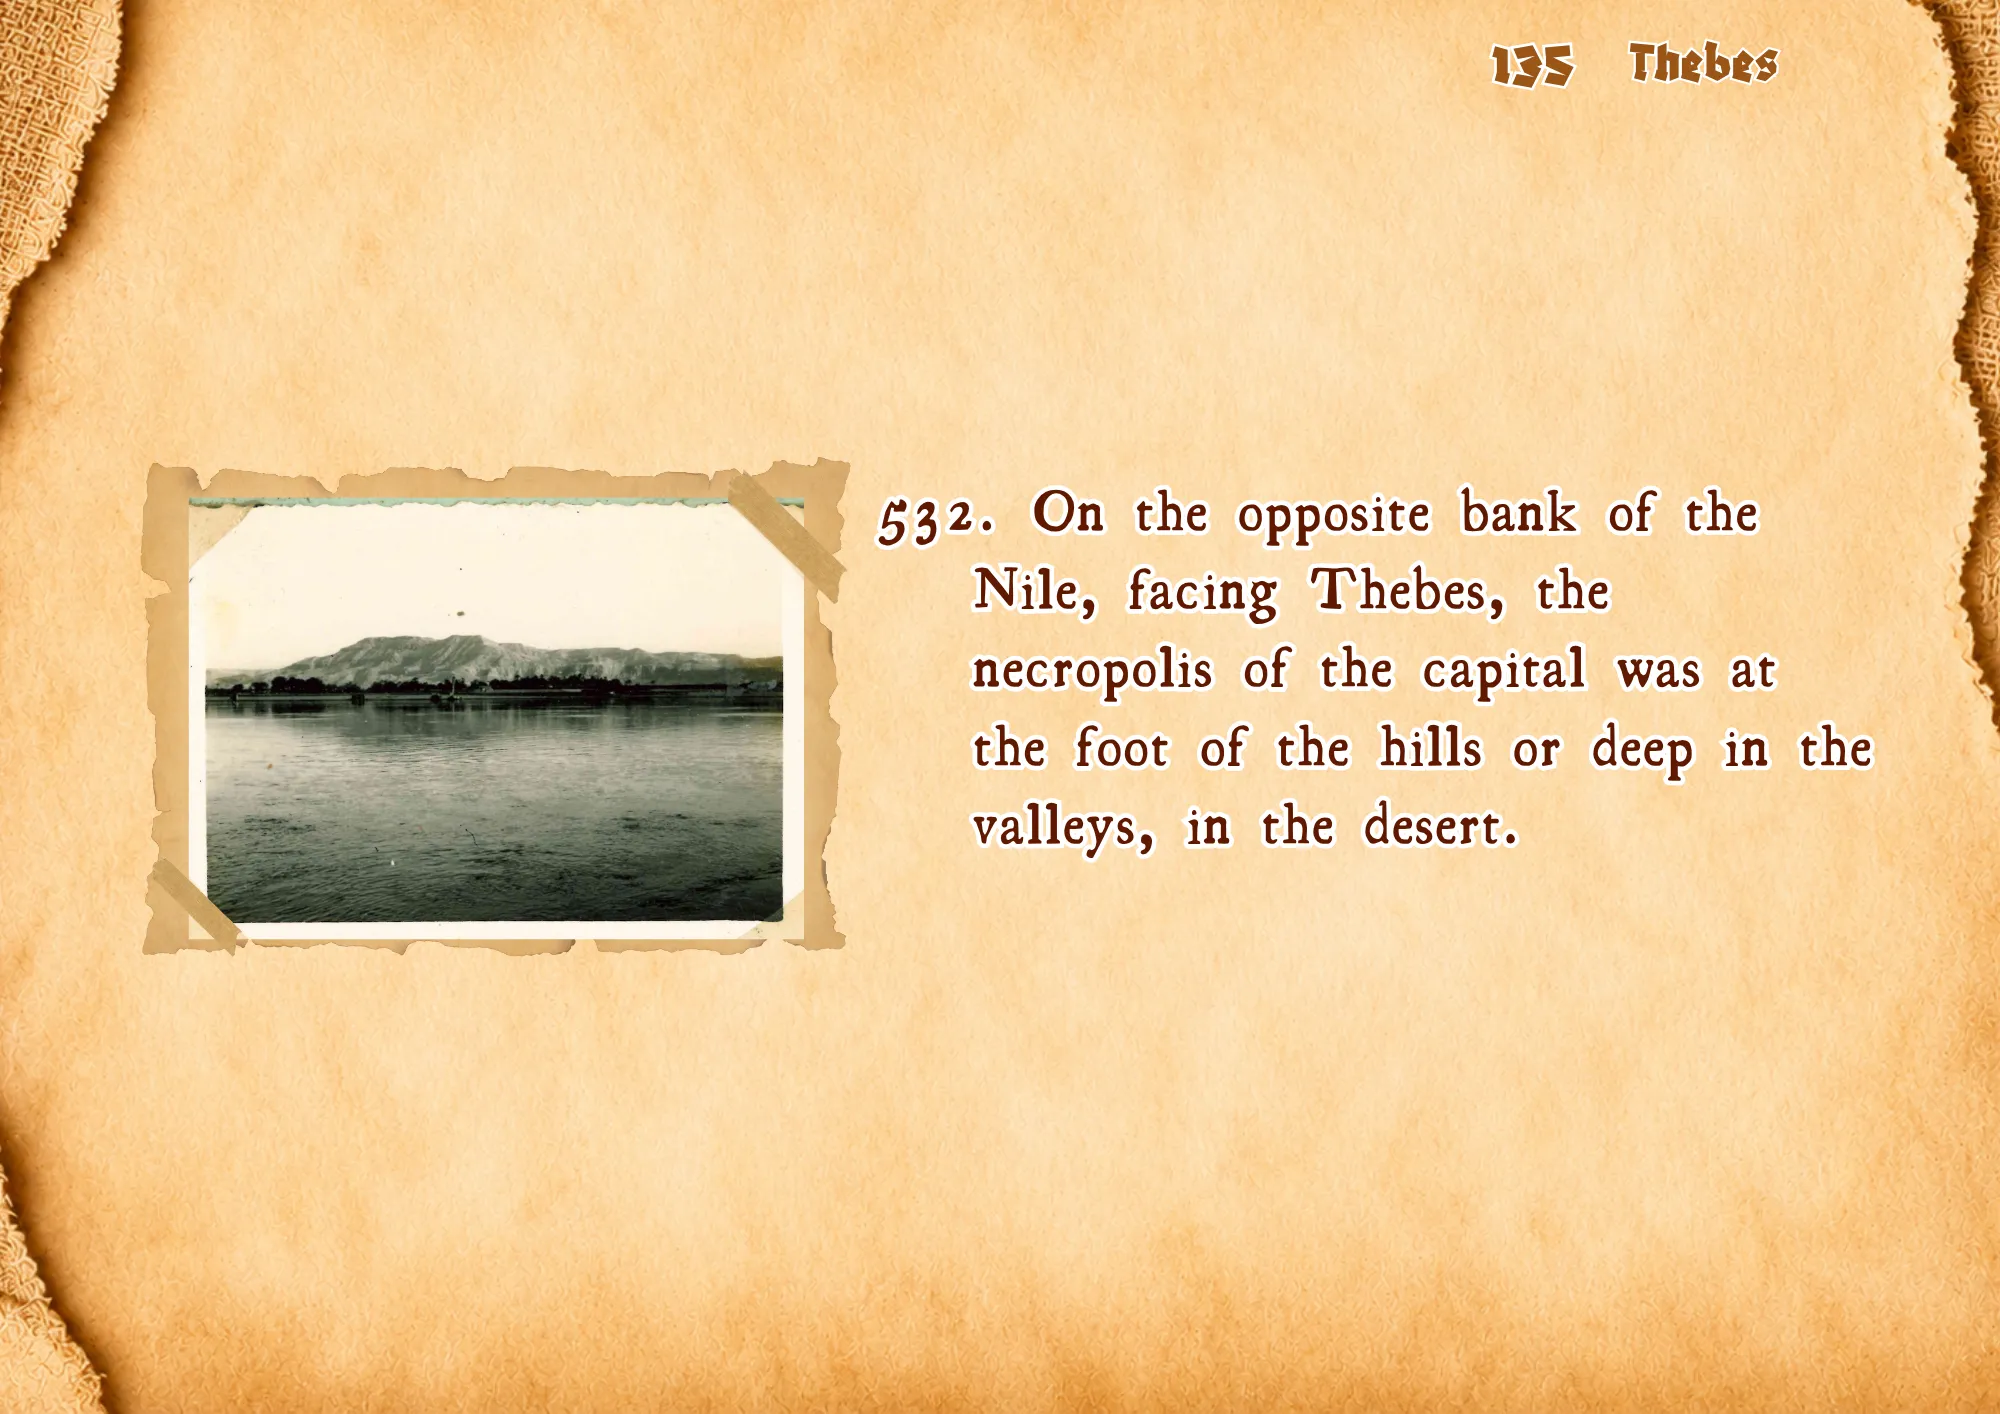 135 Thebes
532. On the opposite bank of the
Nile, facing Thebes, the
necropolis of the capital was at
the foot of the hills or deep in the
valleys, in the desert.